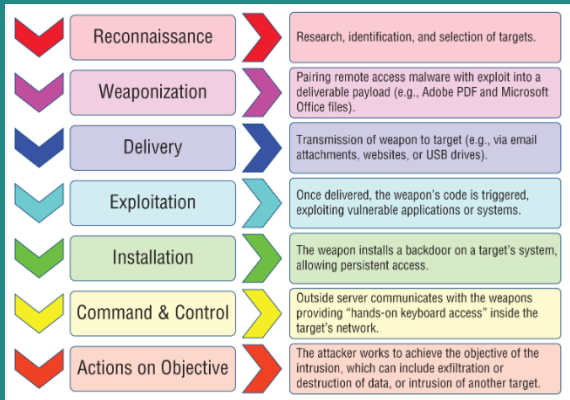 Reconnaissance
Research, identification, and selection of targets.
Weaponization
Pairing remote access malware with exploit into a
deliverable payload (e.g., Adobe PDF and Microsoft
Office files).
Delivery
Transmission of weapon to target (e.g., via email
attachments, websites, or USB drives).
Exploitation
Once delivered, the weapon's code is triggered,
exploiting vulnerable applications or systems.
Installation
The weapon installs a backdoor on a target's system,
allowing persistent access.
Command & Control
Outside server communicates with the weapons
providing “hands-on keyboard access” inside the
target's network.
Actions on Objective
The attacker works to achieve the objective of the
intrusion, which can include exfiltration or
destruction of data, or intrusion of another target.